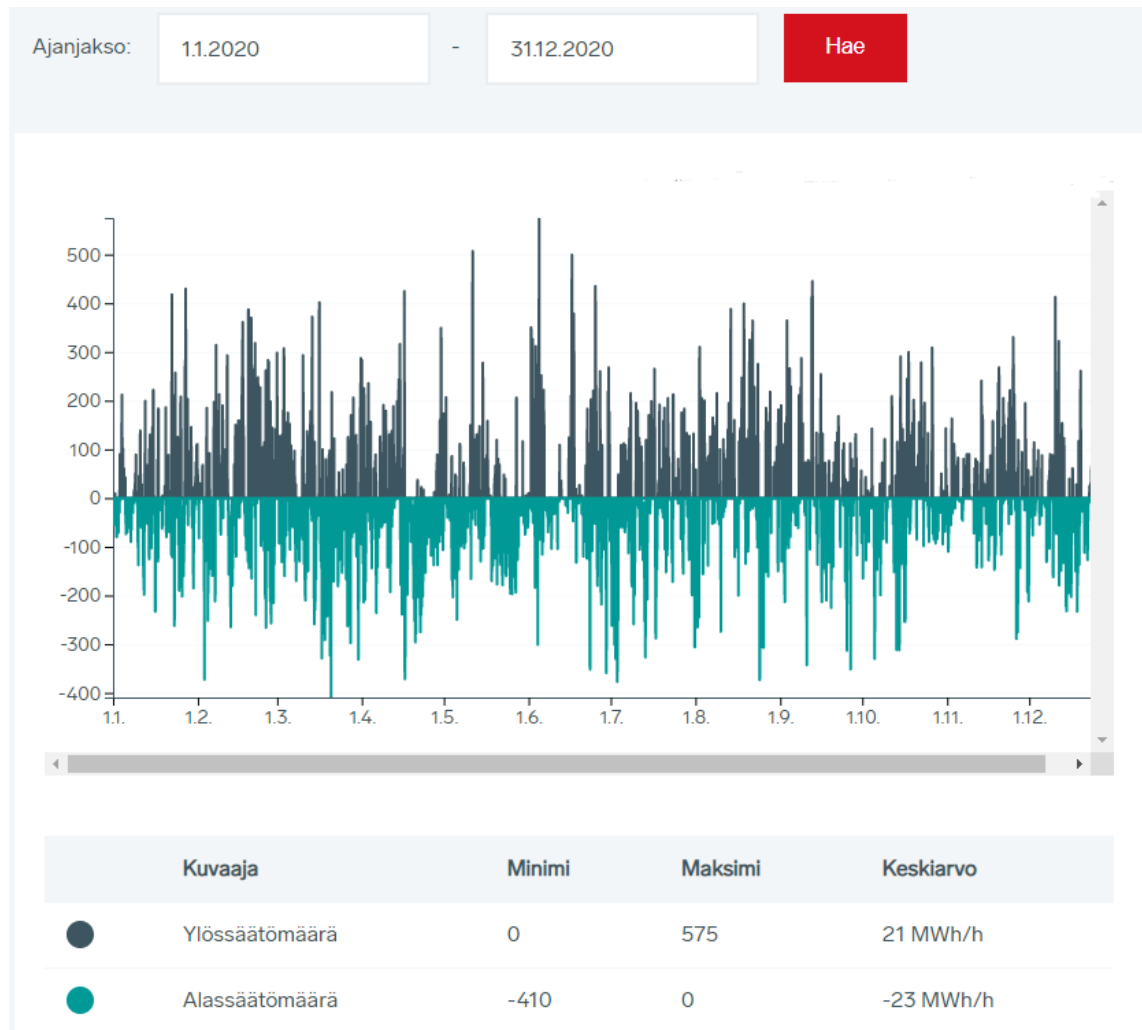 Ajanjakso: 1.1.2020 - 31.12.2020 Hae
500
400
300
200
100
0
-100
-200
-300
-400
1.1. 1.2. 1.3. 1.4. 1.5. 1.6. 1.7. 1.8. 1.9. 1.10. 1.11. 1.12.
Kuvaaja Minimi Maksimi Keskiarvo
Ylössäätömäärä 0 575 21 MWh/h
Alassäätömäärä -410 0 -23 MWh/h